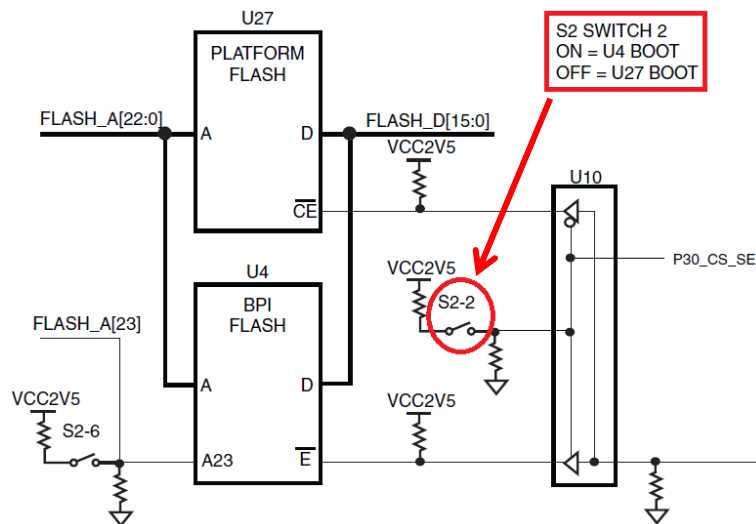 U27
PLATFORM
FLASH
S2 SWITCH 2
ON = U4 BOOT
OFF = U27 BOOT
FLASH_A[22:0]
A
D
FLASH_D[15:0]
VCC2V5
CE
U10
U4
P30_CS_SE
BPI
FLASH
VCC2V5
S2-2
FLASH_A[23]
A
D
VCC2V5
S2-6
VCC2V5
A23
E